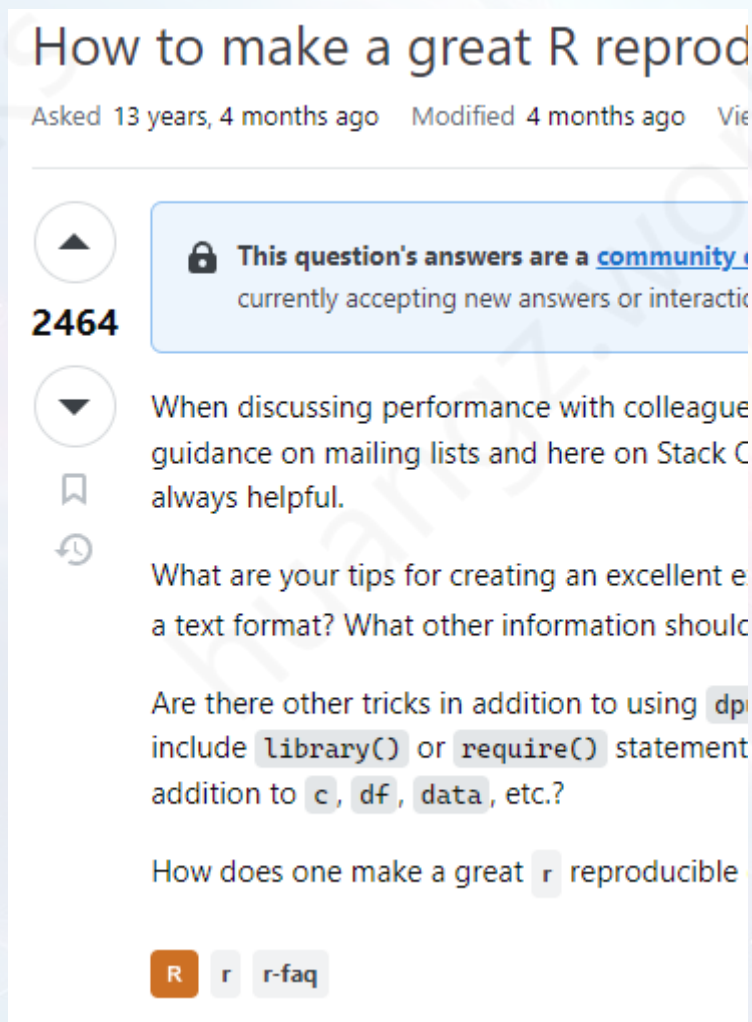 How to make a great R reprod
Asked 13 years, 4 months ago Modified 4 months ago Vie
This question's answers are a community
currently accepting new answers or interactio
2464
When discussing performance with colleague
guidance on mailing lists and here on Stack
always helpful.
What are your tips for creating an excellent e
a text format? What other information should
Are there other tricks in addition to using dpu
include library() or require() statement
addition to c, df, data, etc.?
How does one make a great r reproducible
R r r-faq